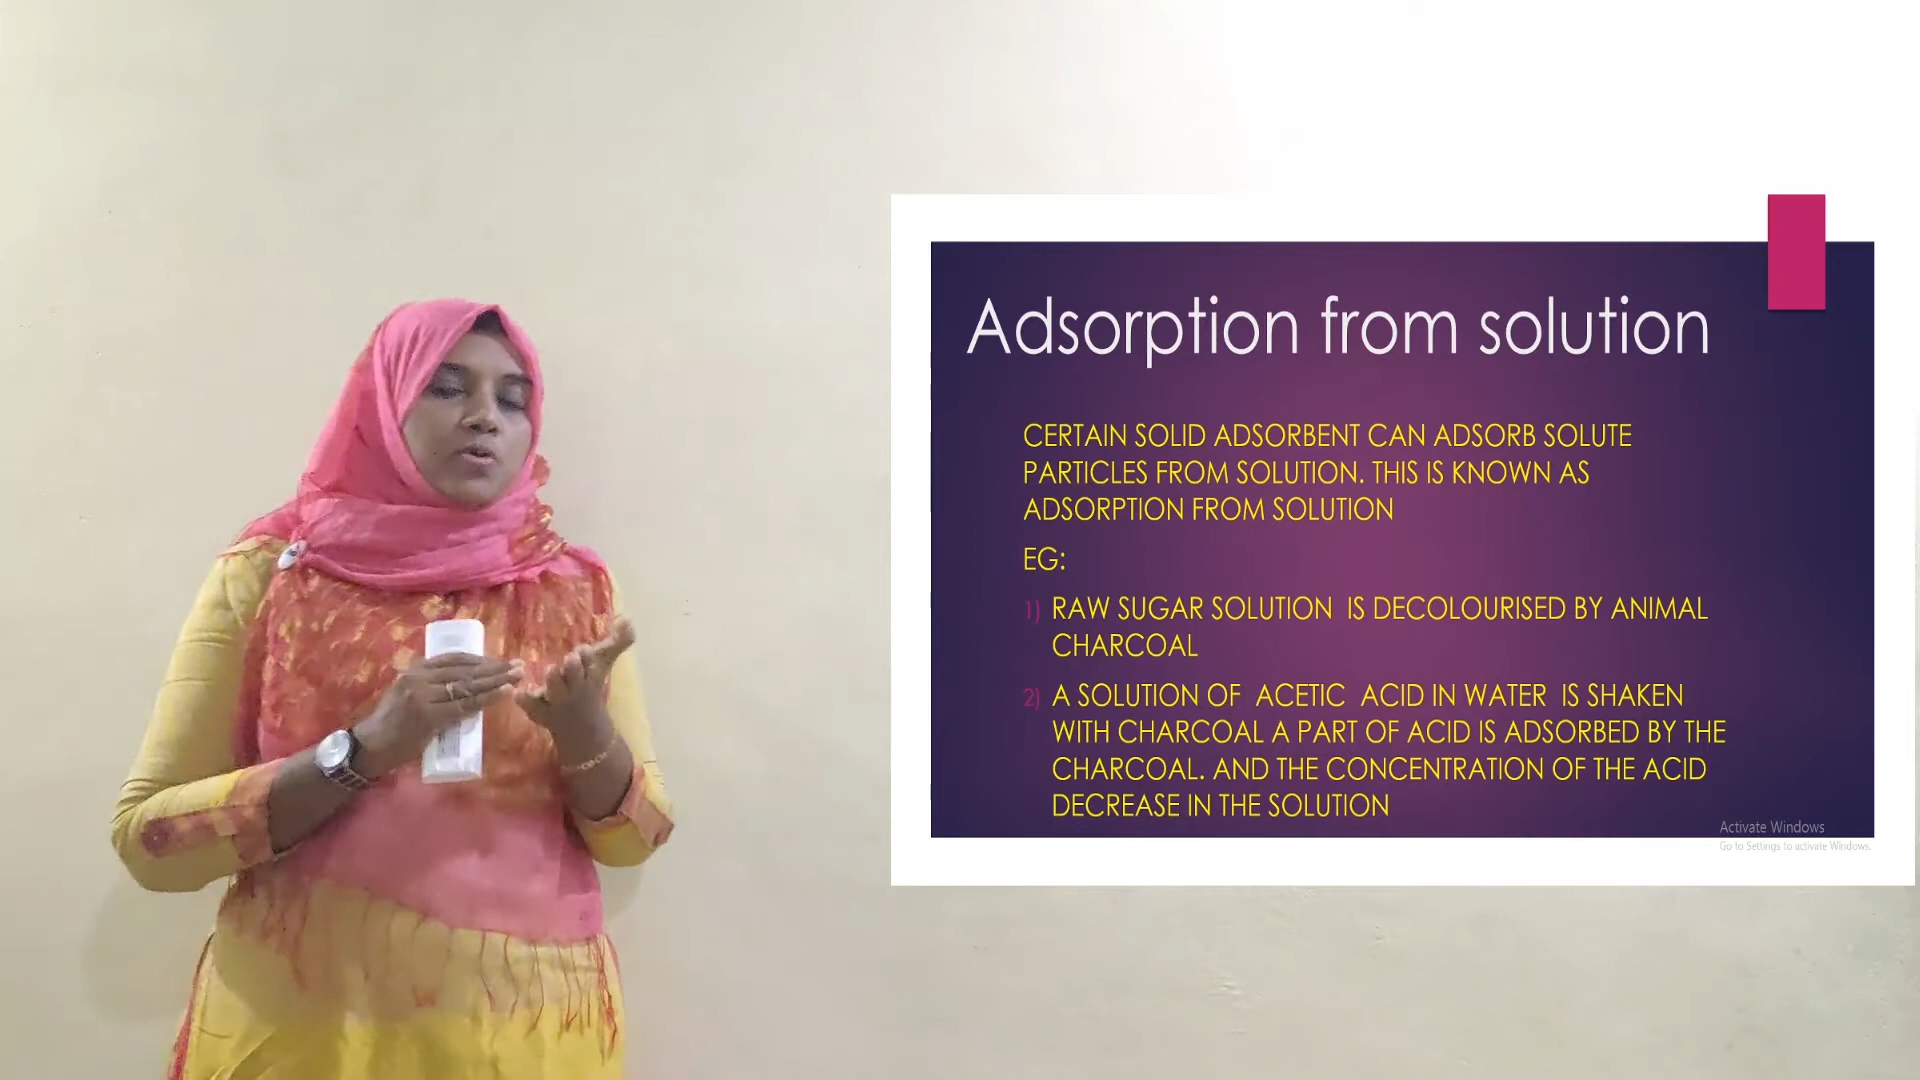 Adsorption from solution
CERTAIN SOLID ADSORBENT CAN ADSORB SOLUTE
PARTICLES FROM SOLUTION. THIS IS KNOWN AS
ADSORPTION FROM SOLUTION
EG:
1) RAW SUGAR SOLUTION IS DECOLOURISED BY ANIMAL
CHARCOAL
2) A SOLUTION OF ACETIC ACID IN WATER IS SHAKEN
WITH CHARCOAL A PART OF ACID IS ADSORBED BY THE
CHARCOAL. AND THE CONCENTRATION OF THE ACID
DECREASE IN THE SOLUTION
Activate Windows
Go to Settings to activate Windows.